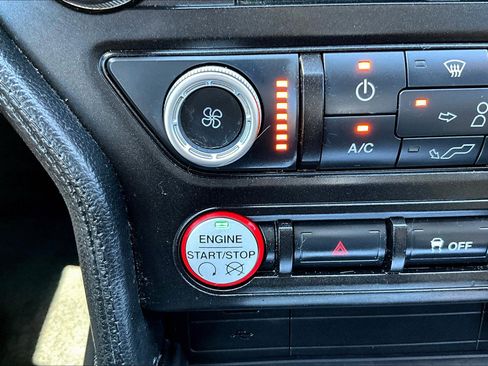 A/C
ENGINE
START/STOP
OFF